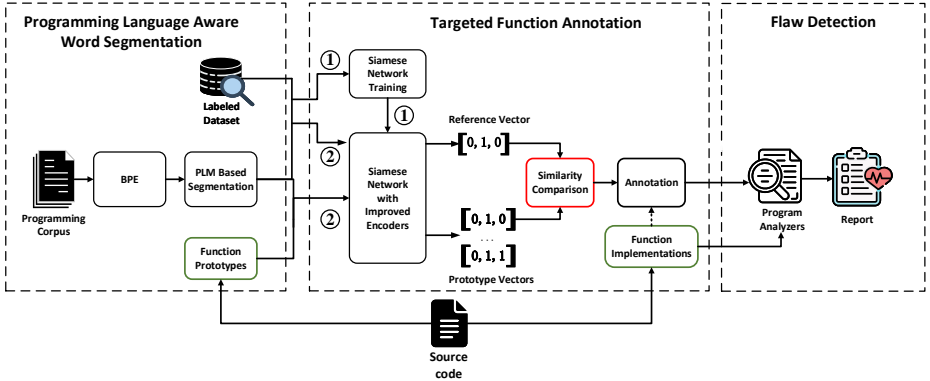 Programming Language Aware
Word Segmentation
Targeted Function Annotation
Flaw Detection
Labeled
Dataset
Programming
Corpus
BPE
PLM Based
Segmentation
Function
Prototypes
①
Siamese
Network
Training
①
②
②
Siamese
Network
with
Improved
Encoders
Reference Vector
[0, 1, 0]
[0, 1, 0]
...
[0, 1, 1]
Prototype Vectors
Similarity
Comparison
Annotation
Function
Implementations
Program
Analyzers
Report
Source
code